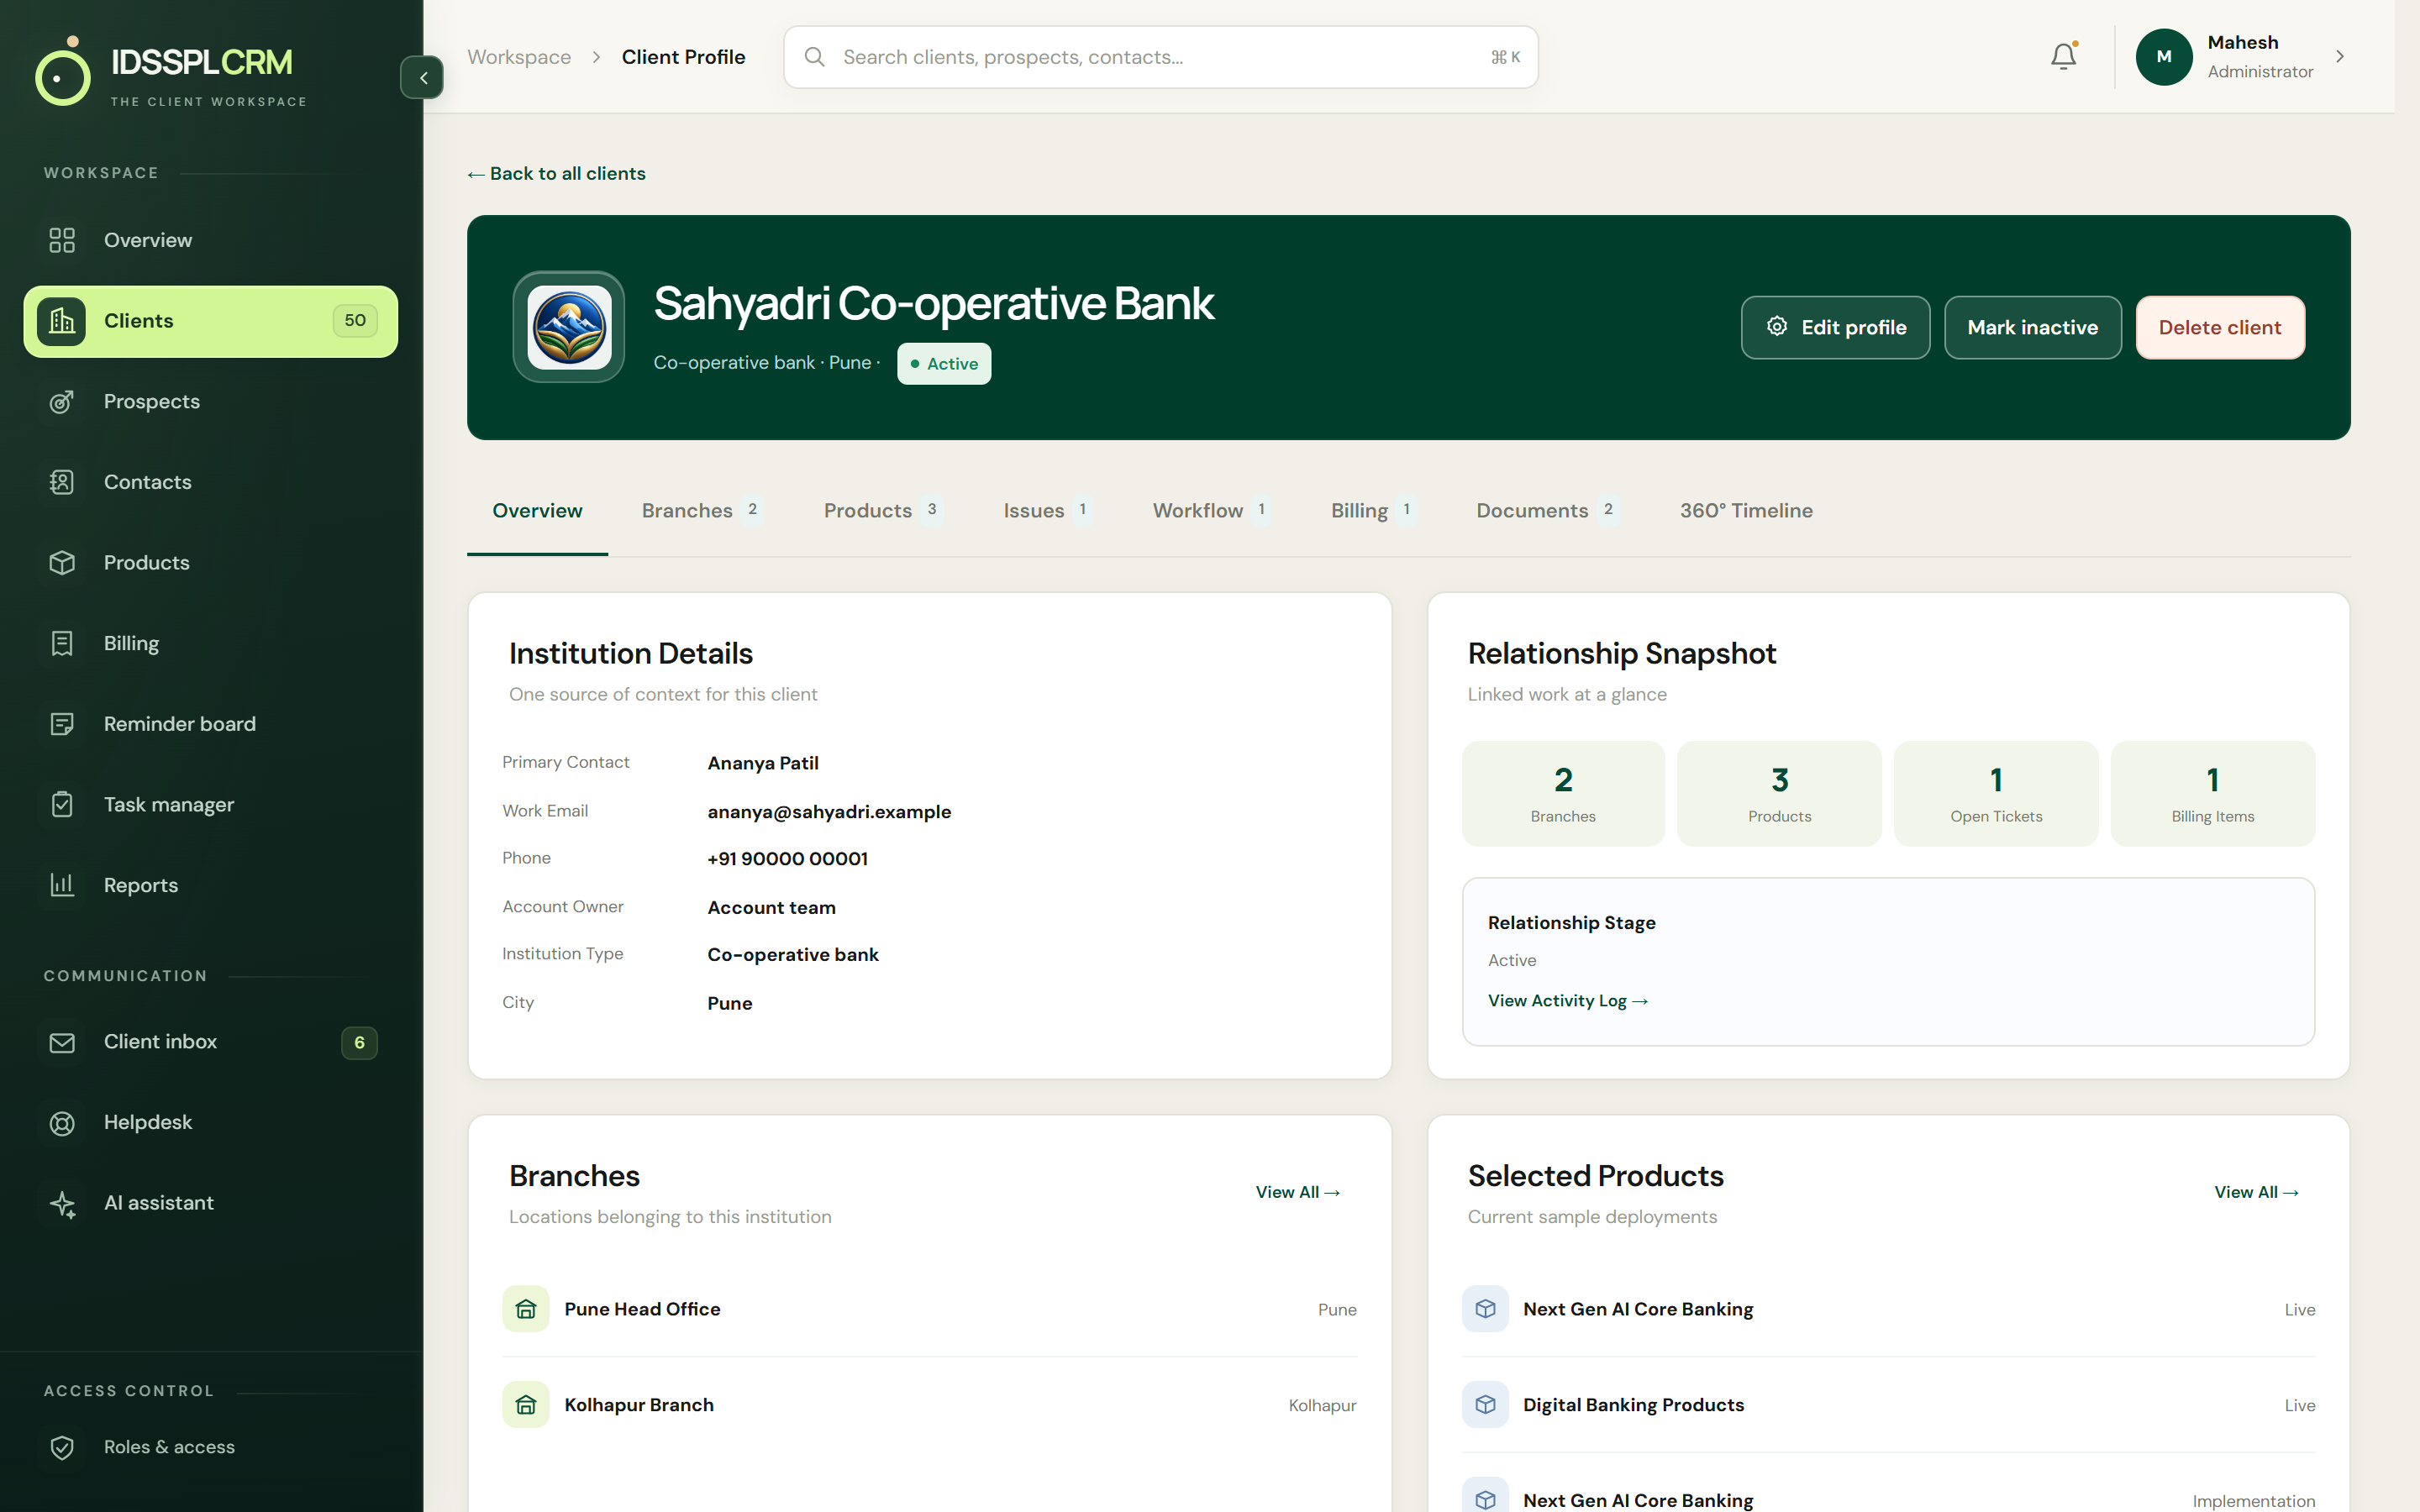 IDSSPLCRM
THE CLIENT WORKSPACE
WORKSPACE
Overview
Clients 50
Prospects
Contacts
Products
Billing
Reminder board
Task manager
Reports
COMMUNICATION
Client inbox 6
Helpdesk
AI assistant
ACCESS CONTROL
Roles & access
Workspace > Client Profile
Search clients, prospects, contacts... ⌘ K
M
Mahesh
Administrator
← Back to all clients
Sahyadri Co-operative Bank
Co-operative bank · Pune · Active
Edit profile
Mark inactive
Delete client
Overview Branches 2 Products 3 Issues 1 Workflow 1 Billing 1 Documents 2 360° Timeline
Institution Details
One source of context for this client
Primary Contact Ananya Patil
Work Email ananya@sahyadri.example
Phone +91 90000 00001
Account Owner Account team
Institution Type Co-operative bank
City Pune
Relationship Snapshot
Linked work at a glance
2
Branches
3
Products
1
Open Tickets
1
Billing Items
Relationship Stage
Active
View Activity Log →
Branches
Locations belonging to this institution
View All →
Pune Head Office Pune
Kolhapur Branch Kolhapur
Selected Products
Current sample deployments
View All →
Next Gen AI Core Banking Live
Digital Banking Products Live
Next Gen AI Core Banking Implementation